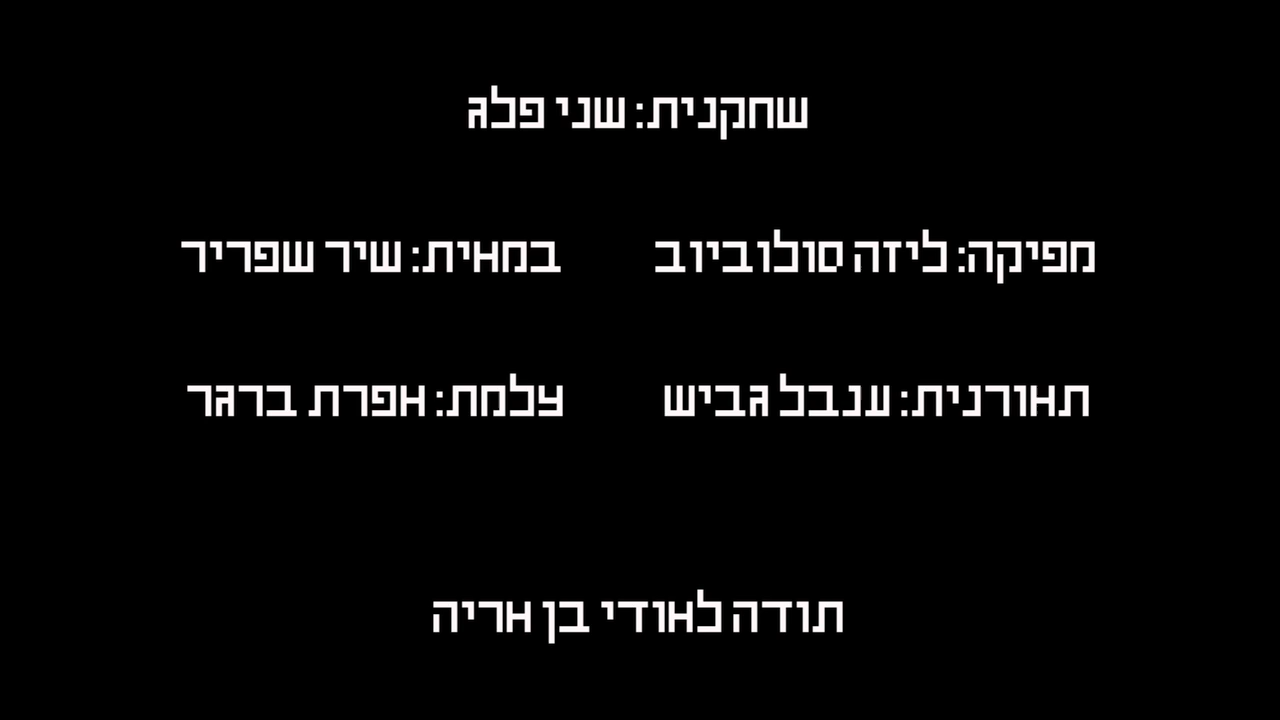 שחקנית: שני פלג
מפיקה: ליזה סולוביוב במאית: שיר שפריר
תאורנית: ענבל גביש צלמת: אפרת ברגר
תודה לאודי בן אריה